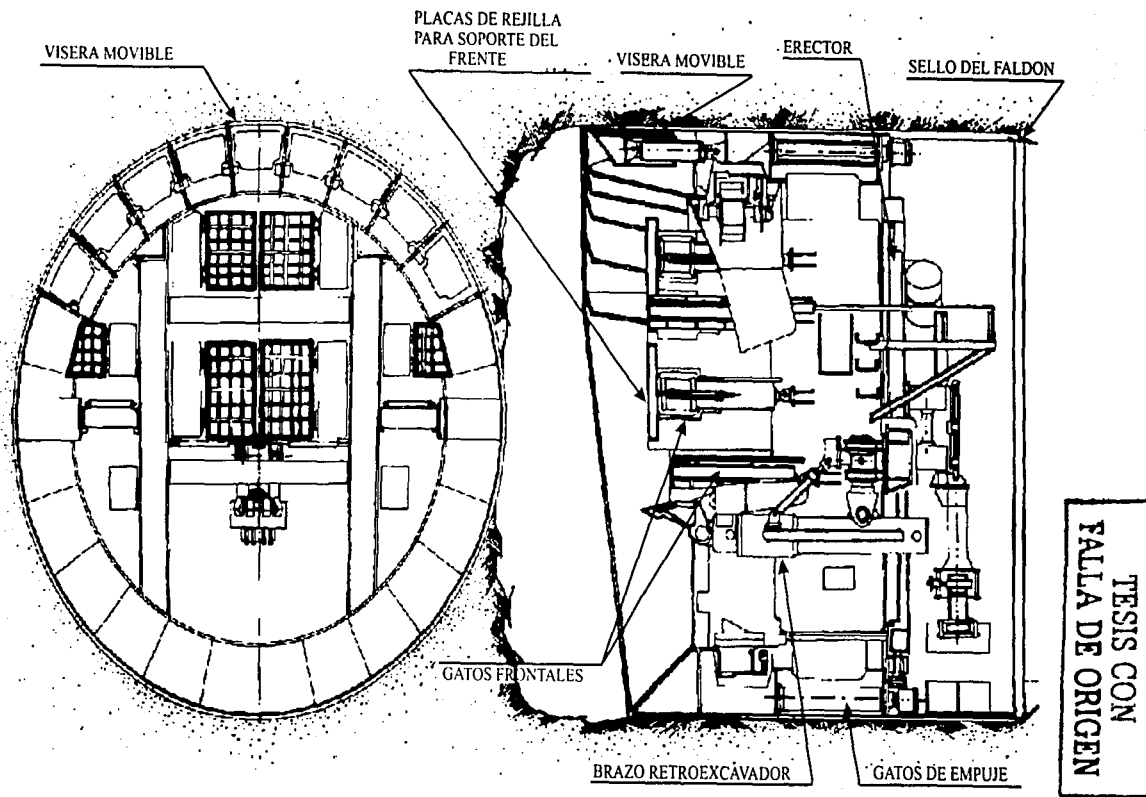 PLACAS DE REJILLA
PARA SOPORTE DEL
FRENTE
VISERA MOVIBLE
VISERA MOVIBLE
ERECTOR
SELLO DEL FALDON
GATOS FRONTALES
BRAZO RETROEXCAVADOR
GATOS DE EMPUJE
TESIS CON
FALLA DE ORIGEN